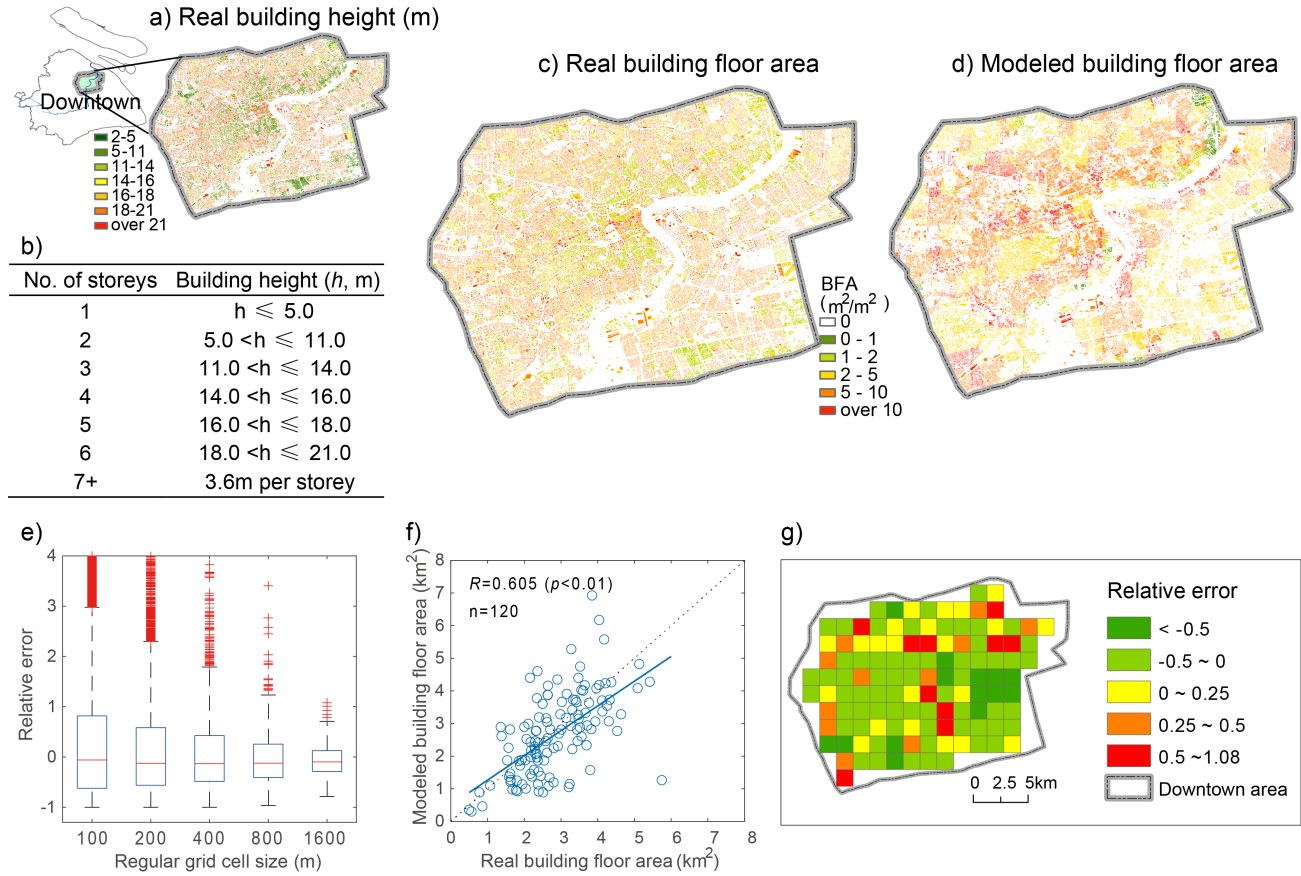 a) Real building height (m)
Downtown
2-5
5-11
11-14
14-16
16-18
18-21
over 21
b)
No. of storeys Building height (h, m)
1 h ⩽ 5.0
2 5.0 <h ⩽ 11.0
3 11.0 <h ⩽ 14.0
4 14.0 <h ⩽ 16.0
5 16.0 <h ⩽ 18.0
6 18.0 <h ⩽ 21.0
7+ 3.6m per storey
c) Real building floor area
BFA
(m²/m²)
0
0 - 1
1 - 2
2 - 5
5 - 10
over 10
d) Modeled building floor area
e)
Relative error
4
3
2
1
0
-1
100 200 400 800 1600
Regular grid cell size (m)
f)
Modeled building floor area (km²)
8
7
6
5
4
3
2
1
0
R=0.605 (p<0.01)
n=120
0 1 2 3 4 5 6 7 8
Real building floor area (km²)
g)
Relative error
< -0.5
-0.5 ~ 0
0 ~ 0.25
0.25 ~ 0.5
0.5 ~1.08
Downtown area
0 2.5 5km